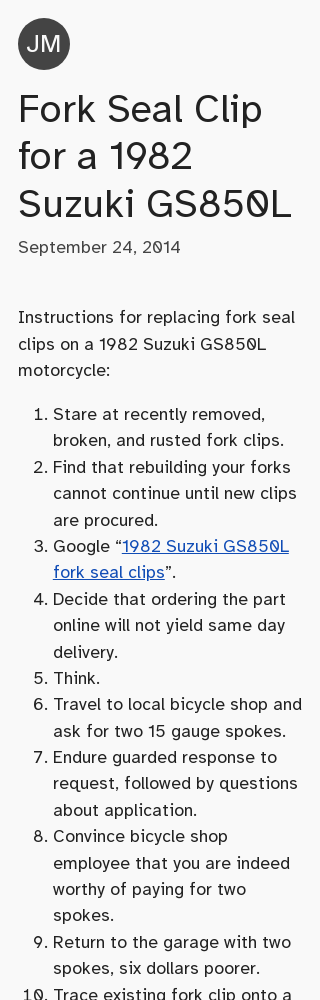 JM
Fork Seal Clip
for a 1982
Suzuki GS850L
September 24, 2014
Instructions for replacing fork seal
clips on a 1982 Suzuki GS850L
motorcycle:
1. Stare at recently removed,
broken, and rusted fork clips.
2. Find that rebuilding your forks
cannot continue until new clips
are procured.
3. Google “1982 Suzuki GS850L
fork seal clips”.
4. Decide that ordering the part
online will not yield same day
delivery.
5. Think.
6. Travel to local bicycle shop and
ask for two 15 gauge spokes.
7. Endure guarded response to
request, followed by questions
about application.
8. Convince bicycle shop
employee that you are indeed
worthy of paying for two
spokes.
9. Return to the garage with two
spokes, six dollars poorer.
10. Trace existing fork clip onto a